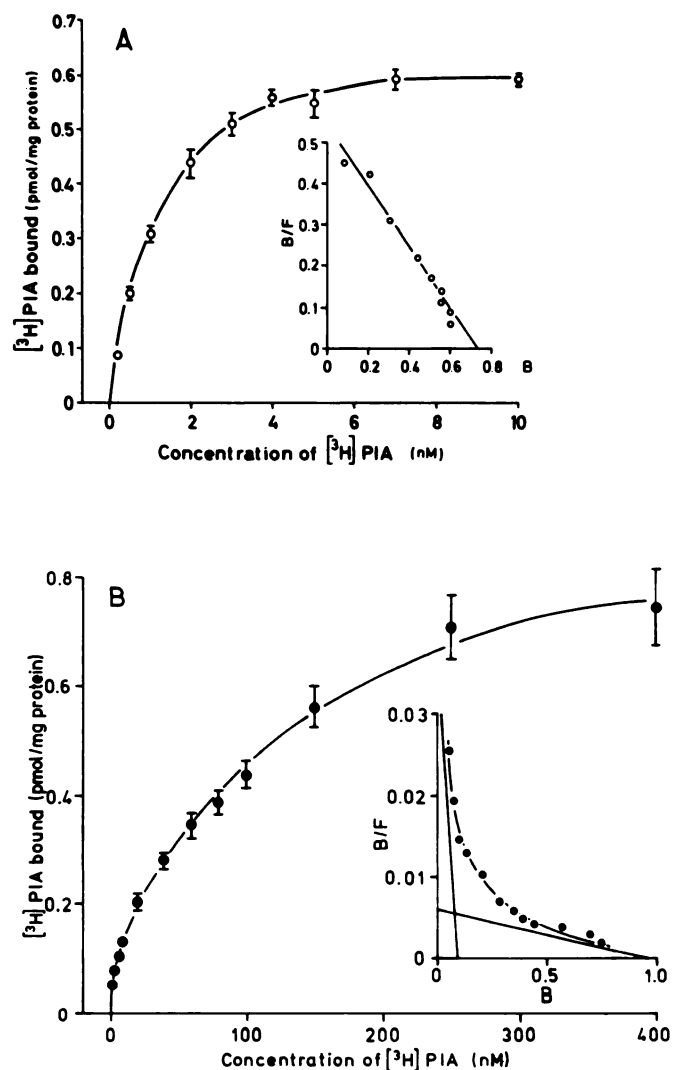 A
[³H] PIA bound (pmol/mg protein)
0.7
0.6
0.5
0.4
0.3
0.2
0.1
0
0 2 4 6 8 10
Concentration of [³H] PIA (nM)
B/F
0.5
0.4
0.3
0.2
0.1
0
0 0.2 0.4 0.6 0.8 B
B
[³H] PIA bound (pmol/mg protein)
0.8
0.6
0.4
0.2
0
0 100 200 300 400
Concentration of [³H] PIA (nM)
B/F
0.03
0.02
0.01
0
0 0.5 1.0
B